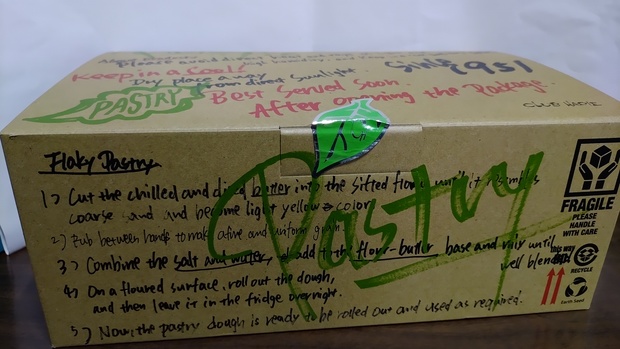 Keep in a Cool &
Dry place away
from direct sunlight.
Since 1951
PASTRY
Best Served Soon
After opnning the Package.
Pastry
Flaky Pastry
1) Cut the chilled and diced butter into the sifted flour until it resembles
coarse sand and become light yellow color
2) Rub between hands to make a fine and uniform grain.
3) Combine the salt and water, add to the flour-butter base and mix until
well blended
4) On a floured surface, roll out the dough,
and then leave it in the fridge overnight.
5) Now, the pastry dough is ready to be rolled out and used as required.
FRAGILE
PLEASE
HANDLE
WITH CARE
this way
RECYCLE